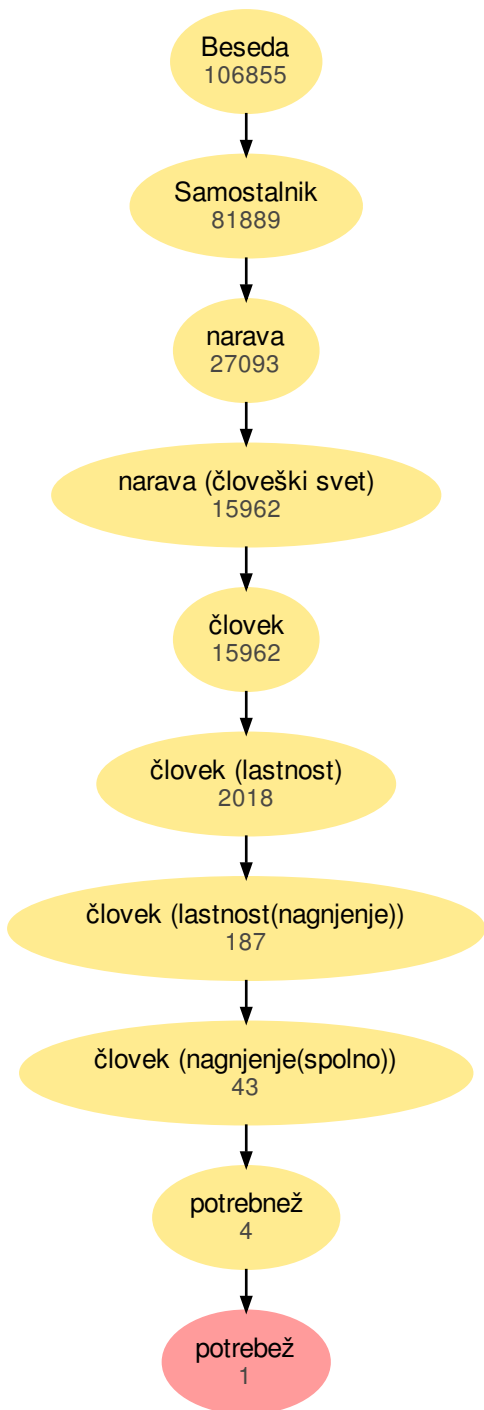 Beseda
106855
Samostalnik
81889
narava
27093
narava (človeški svet)
15962
človek
15962
človek (lastnost)
2018
človek (lastnost(nagnjenje))
187
človek (nagnjenje(spolno))
43
potrebnež
4
potrebež
1